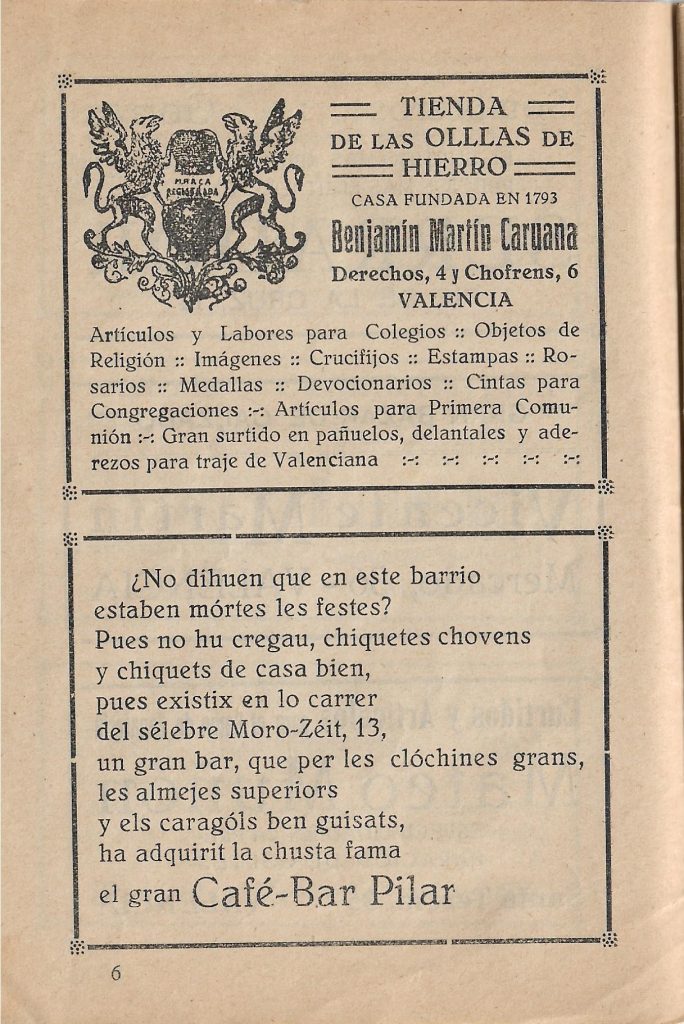 MARCA
REGISTRADA
TIENDA
DE LAS OLLLAS DE
HIERRO
CASA FUNDADA EN 1793
Benjamín Martín Caruana
Derechos, 4 y Chofrens, 6
VALENCIA
Artículos y Labores para Colegios :: Objetos de
Religión :: Imágenes :: Crucifijos :: Estampas :: Ro-
sarios :: Medallas :: Devocionarios :: Cintas para
Congregaciones :-: Artículos para Primera Comu-
nión :-: Gran surtido en pañuelos, delantales y ade-
rezos para traje de Valenciana :-: :-: :-: :-: :-:
¿No dihuen que en este barrio
estaben mórtes les festes?
Pues no hu cregau, chiquetes chovens
y chiquets de casa bien,
pues existix en lo carrer
del sélebre Moro-Zéit, 13,
un gran bar, que per les clóchines grans,
les almejes superiors
y els caragóls ben guisats,
ha adquirit la chusta fama
el gran Café-Bar Pilar
6